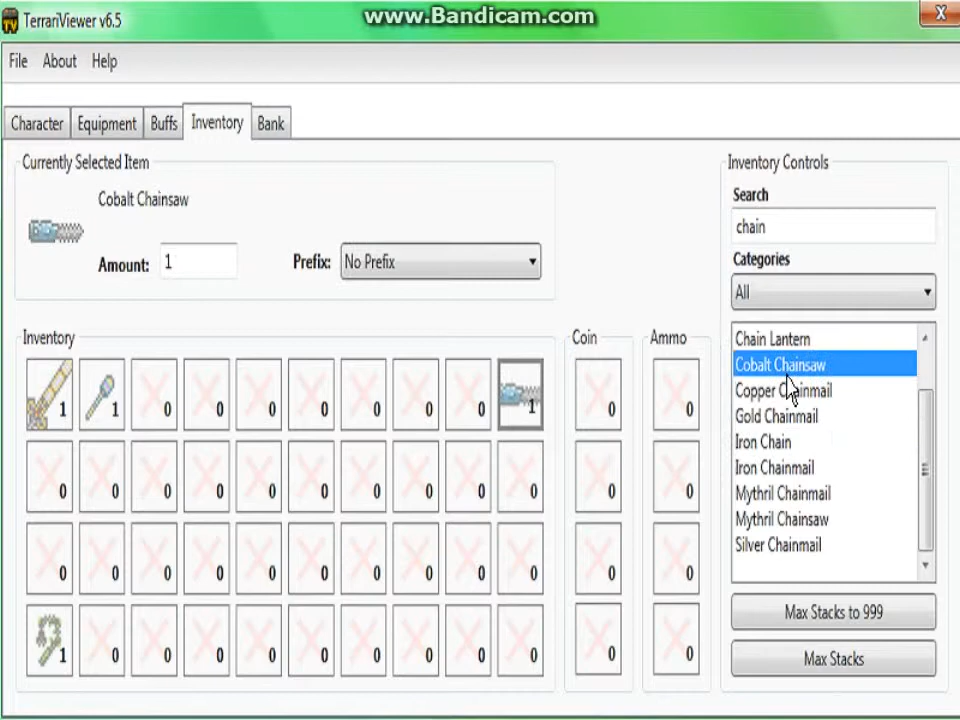 www.Bandicam.com
TerrariViewer v6.5
File About Help
Character Equipment Buffs Inventory Bank
Currently Selected Item
Cobalt Chainsaw
Amount: 1 Prefix: No Prefix
Inventory Controls
Search
chain
Categories
All
Chain Lantern
Cobalt Chainsaw
Copper Chainmail
Gold Chainmail
Iron Chain
Iron Chainmail
Mythril Chainmail
Mythril Chainsaw
Silver Chainmail
Max Stacks to 999
Max Stacks
Inventory Coin Ammo
1 1 0 0 0 0 0 0 0 1 0 0
0 0 0 0 0 0 0 0 0 0 0 0
0 0 0 0 0 0 0 0 0 0 0 0
1 0 0 0 0 0 0 0 0 0 0 0